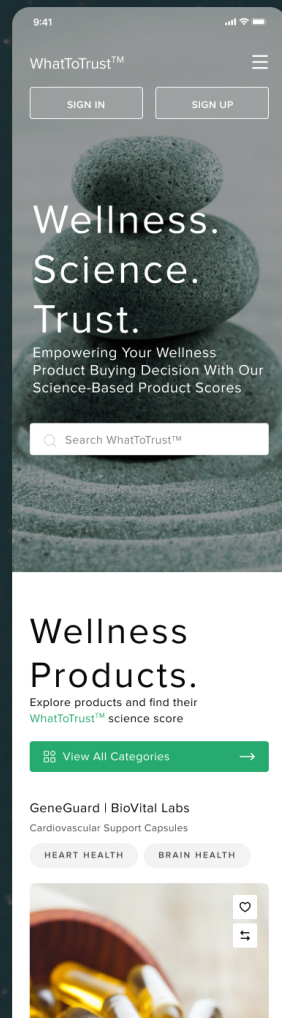 9:41
WhatToTrust™
SIGN IN
SIGN UP
Wellness.
Science.
Trust.
Empowering Your Wellness
Product Buying Decision With Our
Science-Based Product Scores
Search WhatToTrust™
Wellness
Products.
Explore products and find their
WhatToTrust™ science score
View All Categories
GeneGuard | BioVital Labs
Cardiovascular Support Capsules
HEART HEALTH
BRAIN HEALTH